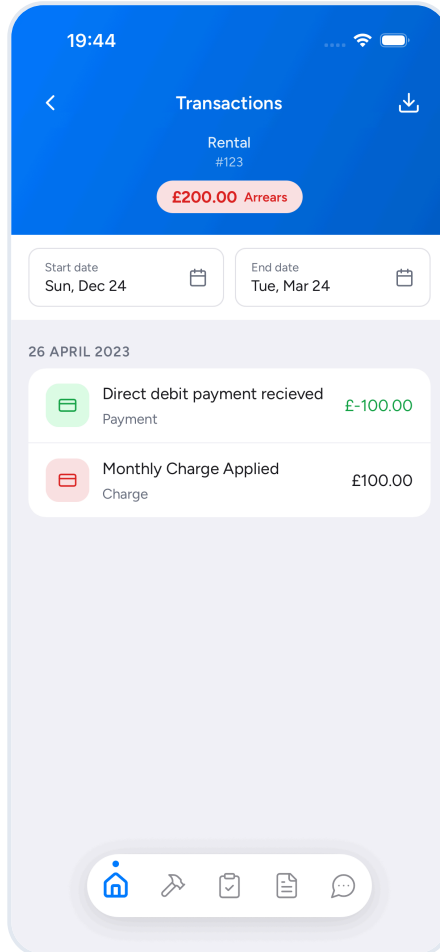 19:44
Transactions
Rental
#123
£200.00 Arrears
Start date
Sun, Dec 24
End date
Tue, Mar 24
26 APRIL 2023
Direct debit payment recieved
£-100.00
Payment
Monthly Charge Applied
£100.00
Charge